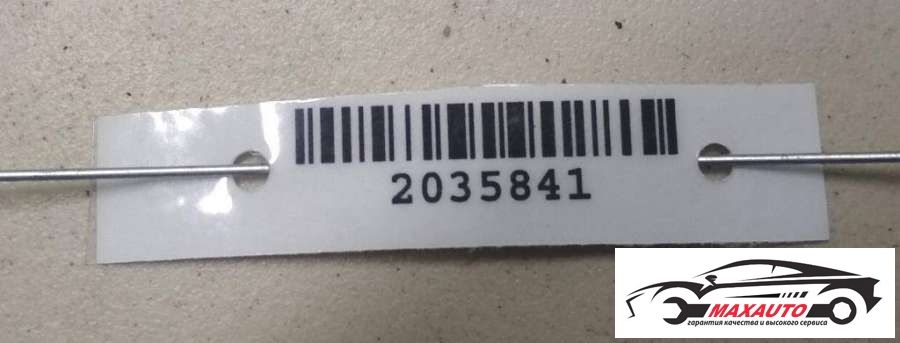 2035841
MAXAUTO
гарантия качества и высокого сервиса